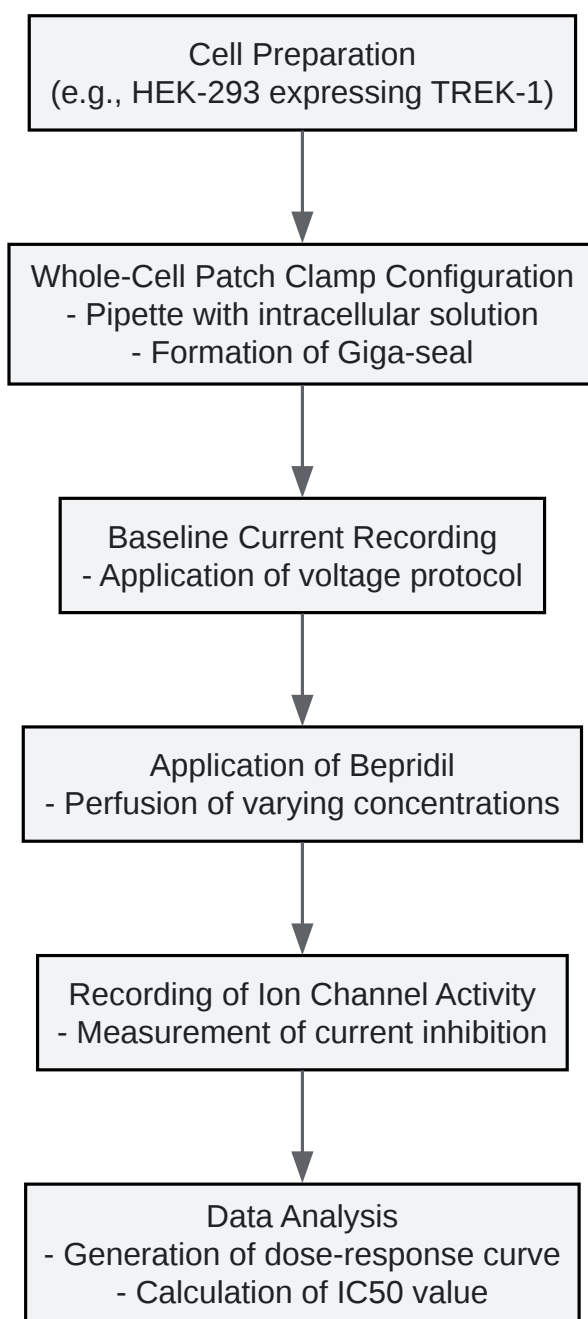 Cell Preparation
(e.g., HEK-293 expressing TREK-1)
Whole-Cell Patch Clamp Configuration
- Pipette with intracellular solution
- Formation of Giga-seal
Baseline Current Recording
- Application of voltage protocol
Application of Bepridil
- Perfusion of varying concentrations
Recording of Ion Channel Activity
- Measurement of current inhibition
Data Analysis
- Generation of dose-response curve
- Calculation of IC50 value